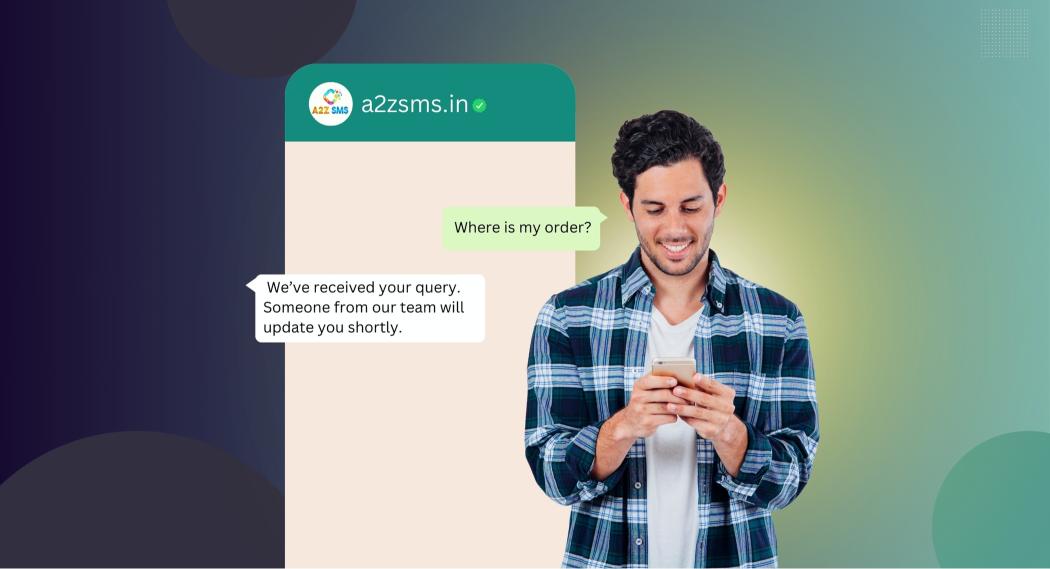 A2Z SMS
a2zsms.in
Where is my order?
We’ve received your query.
Someone from our team will
update you shortly.